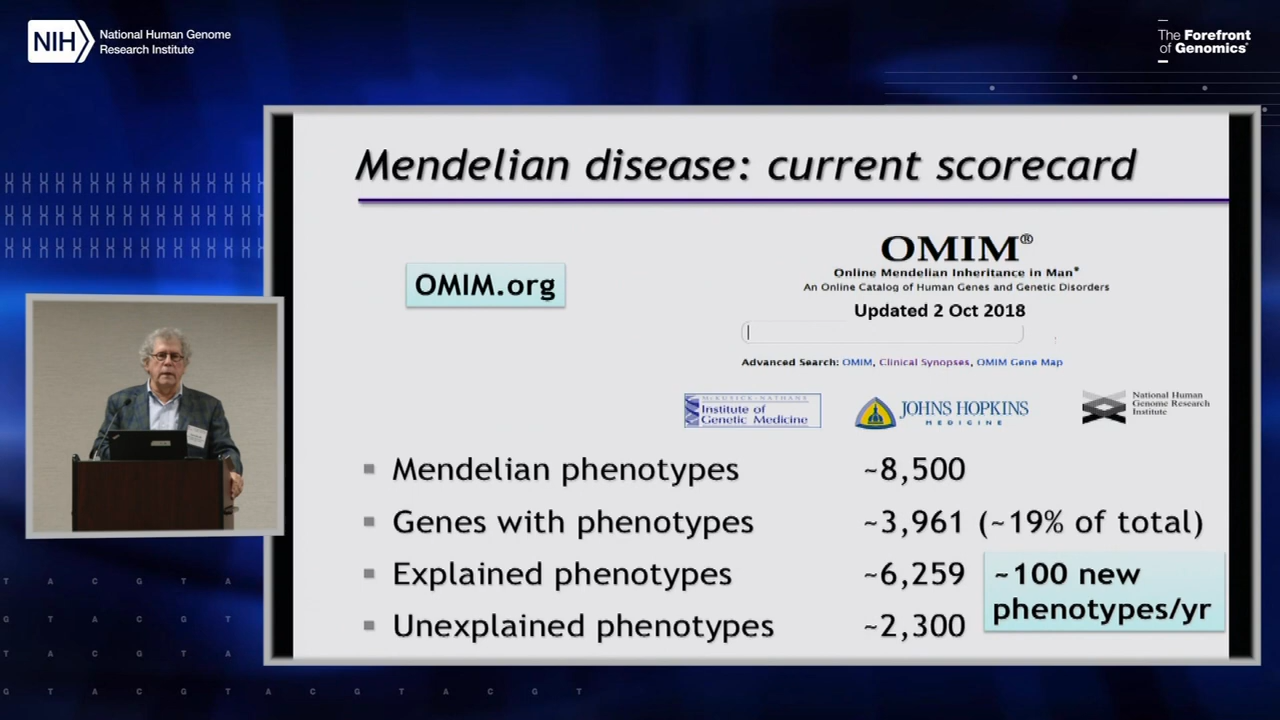 NIH
National Human Genome
Research Institute
The Forefront
of Genomics®
Mendelian disease: current scorecard
OMIM.org
OMIM®
Online Mendelian Inheritance in Man®
An Online Catalog of Human Genes and Genetic Disorders
Updated 2 Oct 2018
Advanced Search: OMIM, Clinical Synopses, OMIM Gene Map
McKUSICK-NATHANS
Institute of
Genetic Medicine
JOHNS HOPKINS
MEDICINE
National Human
Genome Research
Institute
▪ Mendelian phenotypes ~8,500
▪ Genes with phenotypes ~3,961 (~19% of total)
▪ Explained phenotypes ~6,259
▪ Unexplained phenotypes ~2,300
~100 new
phenotypes/yr
T A C G T A
G T A C G T
T A C G T A
G T A C G T A C G T A C G T